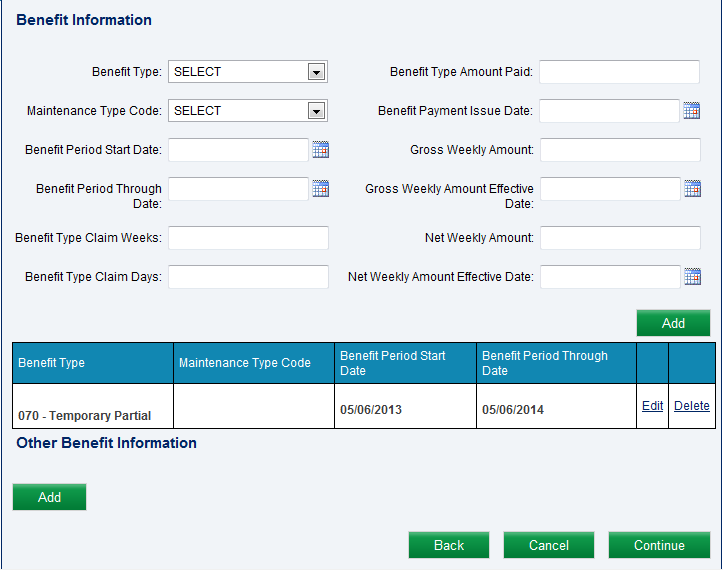 Benefit Information
Benefit Type: SELECT Benefit Type Amount Paid:
Maintenance Type Code: SELECT Benefit Payment Issue Date:
Benefit Period Start Date: Gross Weekly Amount:
Benefit Period Through Gross Weekly Amount Effective
Date: Date:
Benefit Type Claim Weeks: Net Weekly Amount:
Benefit Type Claim Days: Net Weekly Amount Effective Date:
Add
Benefit Type Maintenance Type Code Benefit Period Start Benefit Period Through
Date Date
070 - Temporary Partial 05/06/2013 05/06/2014 Edit Delete
Other Benefit Information
Add
Back Cancel Continue